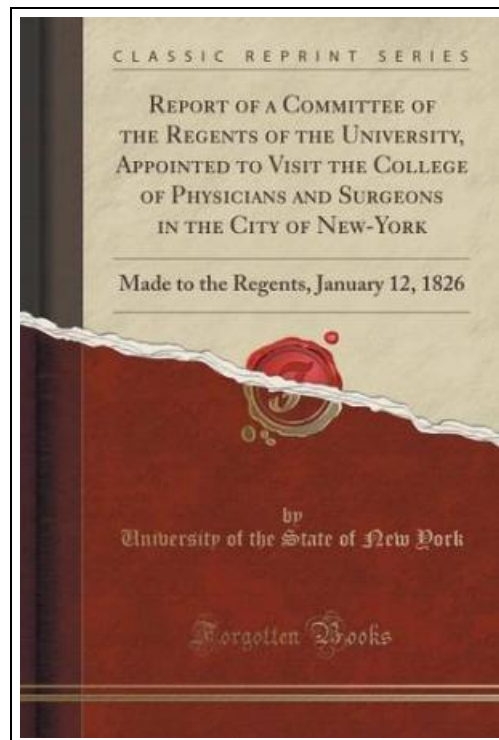 CLASSIC REPRINT SERIES
REPORT OF A COMMITTEE OF
THE REGENTS OF THE UNIVERSITY,
APPOINTED TO VISIT THE COLLEGE
OF PHYSICIANS AND SURGEONS
IN THE CITY OF NEW-YORK
Made to the Regents, January 12, 1826
by
University of the State of New York
Forgotten Books